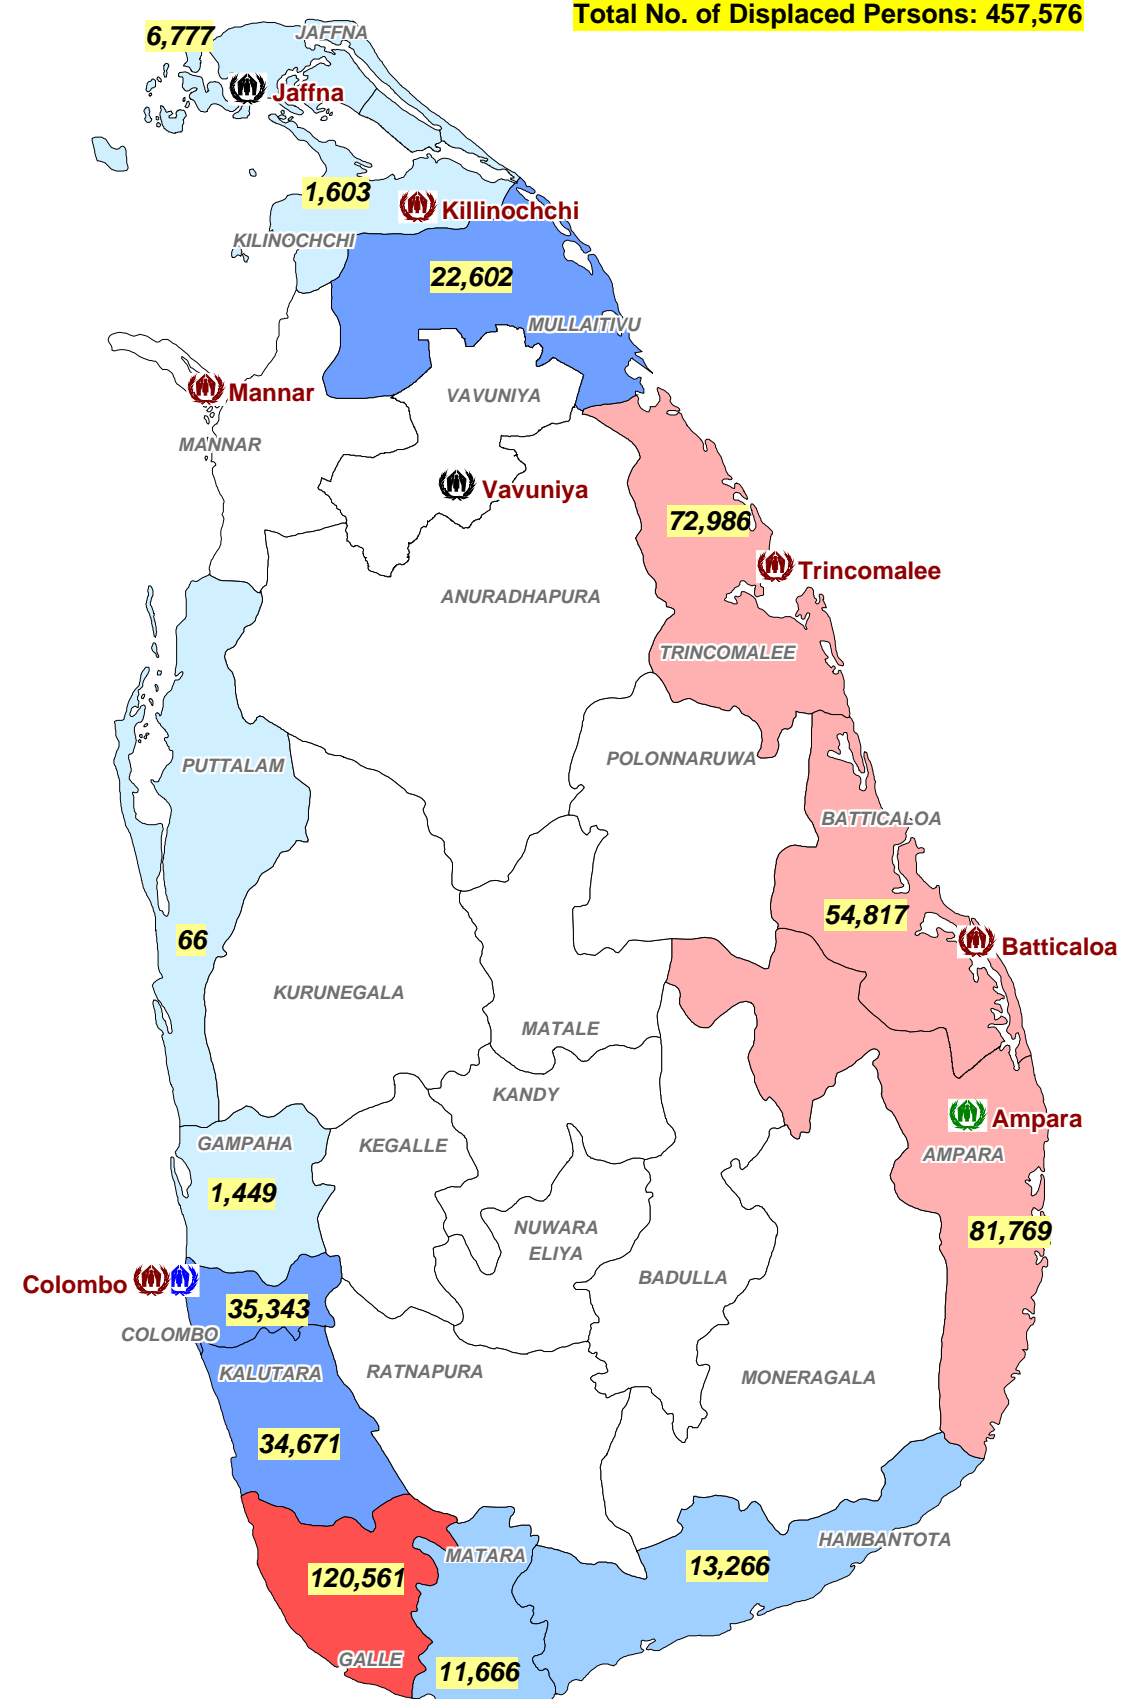 Total No. of Displaced Persons: 457,576
6,777
JAFFNA
Jaffna
1,603
Killinochchi
KILINOCHCHI
22,602
MULLAITIVU
Mannar
VAVUNIYA
MANNAR
Vavuniya
72,986
Trincomalee
ANURADHAPURA
TRINCOMALEE
POLONNARUWA
PUTTALAM
BATTICALOA
54,817
66
Batticaloa
KURUNEGALA
MATALE
KANDY
Ampara
GAMPAHA
KEGALLE
AMPARA
1,449
NUWARA
ELIYA
81,769
BADULLA
Colombo
35,343
COLOMBO
KALUTARA
RATNAPURA
MONERAGALA
34,671
HAMBANTOTA
MATARA
13,266
120,561
GALLE
11,666